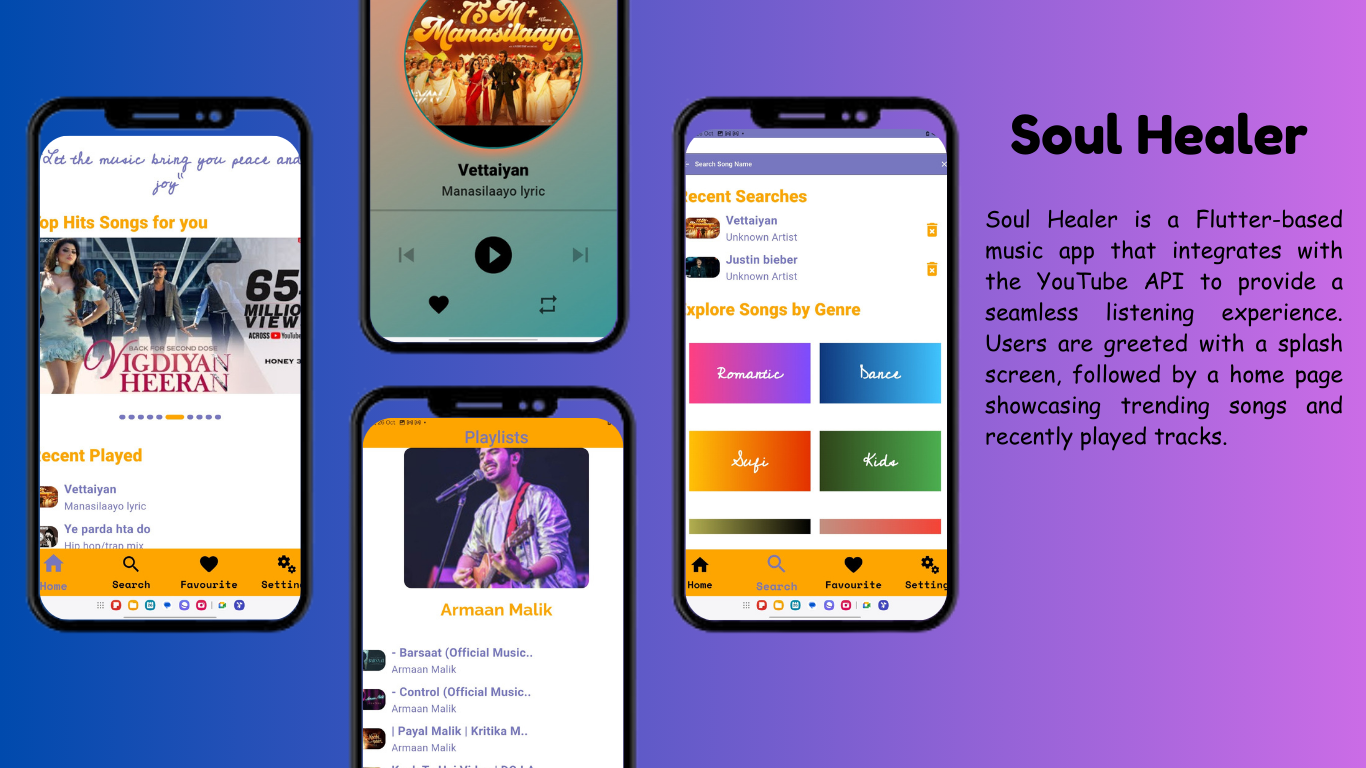 Let the music bring you peace and
joy"
op Hits Songs for you
65
MILLIO
VIEW
ACROSS YouTube
BACK FOR SECOND DOSE
VIGDIYAN
HEERAN
HONEY 3
ecent Played
Vettaiyan
Manasilaayo lyric
Ye parda hta do
Hip hop/trap mix
Home
Search
Favourite
Settin
75M+
Manasilaayo
Vettaiyan
Manasilaayo lyric
26 Oct
Playlists
Armaan Malik
- Barsaat (Official Music..
Armaan Malik
- Control (Official Music..
Armaan Malik
| Payal Malik | Kritika M..
Armaan Malik
Oct
Search Song Name
ecent Searches
Vettaiyan
Unknown Artist
Justin bieber
Unknown Artist
xplore Songs by Genre
Romantic
Dance
Sufi
Kids
Home
Search
Favourite
Setting
Soul Healer
Soul Healer is a Flutter-based
music app that integrates with
the YouTube API to provide a
seamless listening experience.
Users are greeted with a splash
screen, followed by a home page
showcasing trending songs and
recently played tracks.